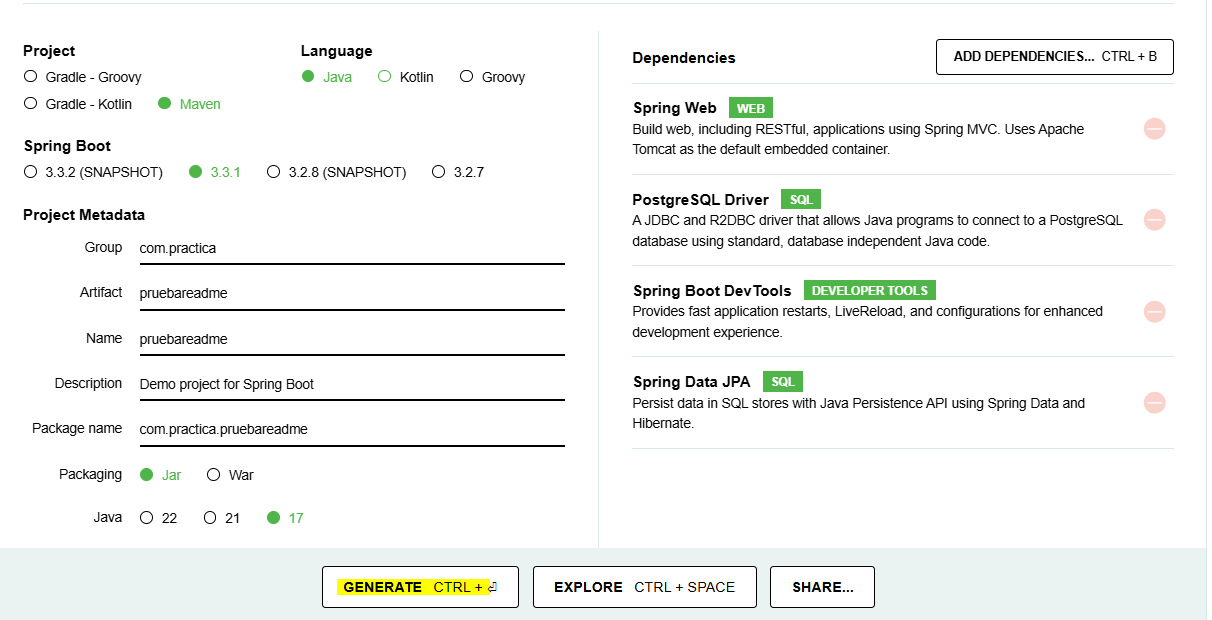 Project
Gradle - Groovy
Gradle - Kotlin Maven
Language
Java Kotlin Groovy
Spring Boot
3.3.2 (SNAPSHOT) 3.3.1 3.2.8 (SNAPSHOT) 3.2.7
Project Metadata
Group com.practica
Artifact pruebareadme
Name pruebareadme
Description Demo project for Spring Boot
Package name com.practica.pruebareadme
Packaging Jar War
Java 22 21 17
Dependencies
ADD DEPENDENCIES... CTRL + B
Spring Web WEB
Build web, including RESTful, applications using Spring MVC. Uses Apache
Tomcat as the default embedded container.
PostgreSQL Driver SQL
A JDBC and R2DBC driver that allows Java programs to connect to a PostgreSQL
database using standard, database independent Java code.
Spring Boot DevTools DEVELOPER TOOLS
Provides fast application restarts, LiveReload, and configurations for enhanced
development experience.
Spring Data JPA SQL
Persist data in SQL stores with Java Persistence API using Spring Data and
Hibernate.
GENERATE CTRL + ⏎
EXPLORE CTRL + SPACE
SHARE...